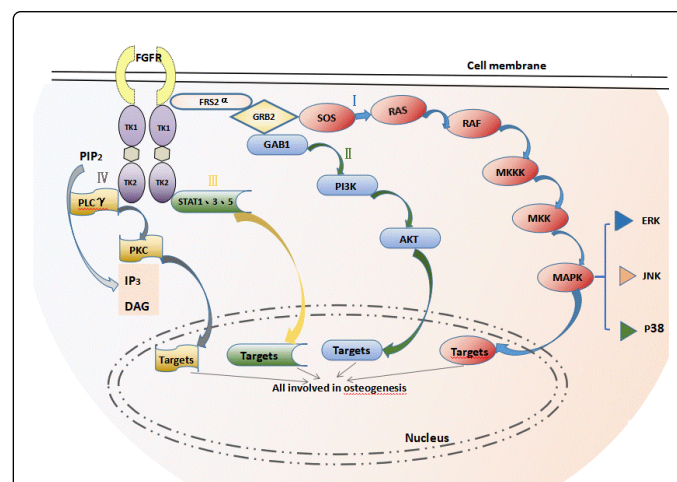 Cell membrane
FGFR
FRS2 α
GRB2
SOS
I
RAS
RAF
TK1
TK1
GAB1
II
PIP2
IV
III
PI3K
MKKK
TK2
TK2
PLC γ
STAT1、3、5
MKK
ERK
PKC
AKT
IP3
MAPK
JNK
DAG
P38
Targets
Targets
Targets
Targets
All involved in osteogenesis
Nucleus